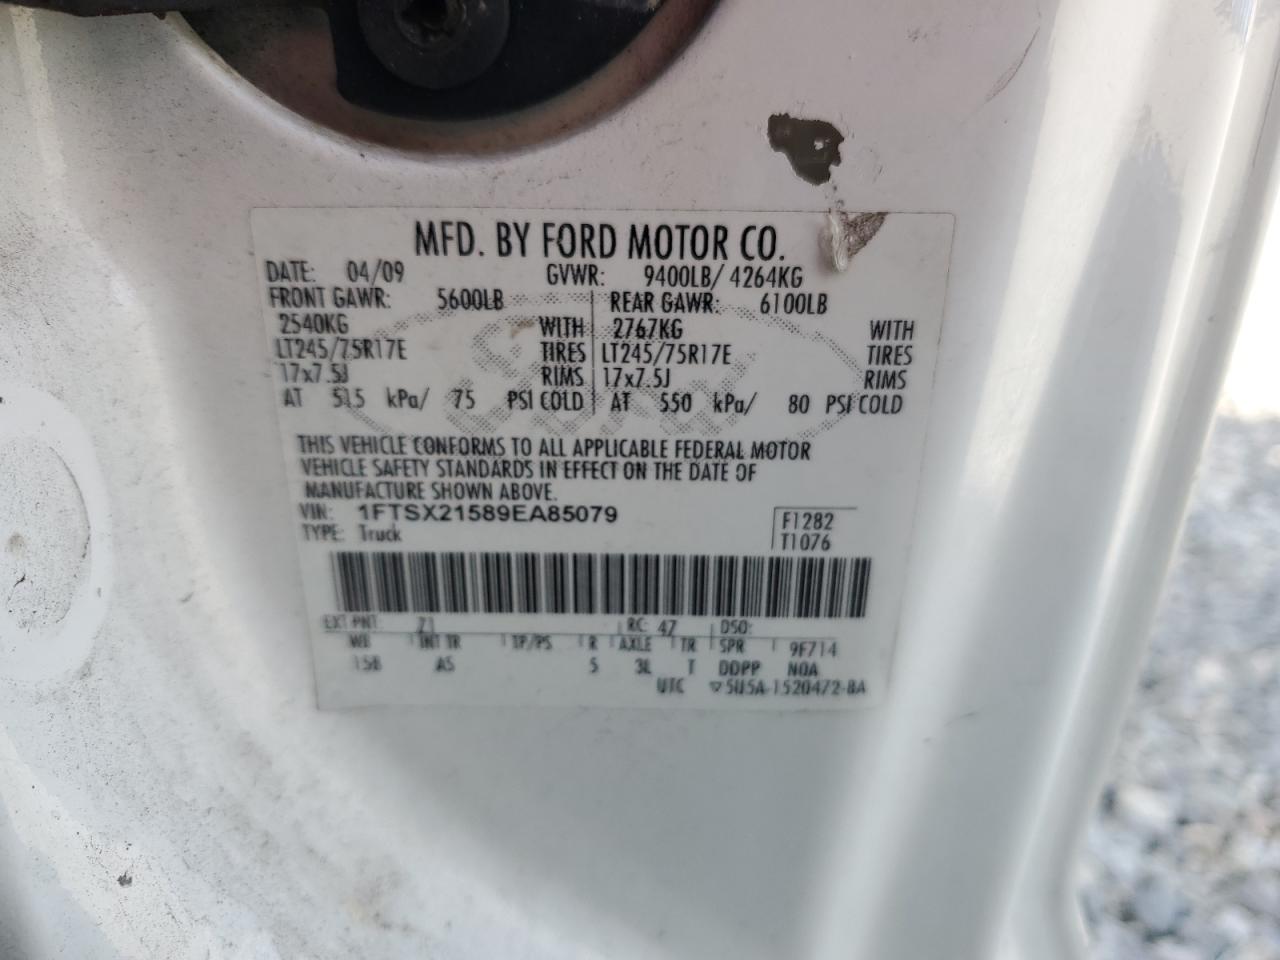 MFD. BY FORD MOTOR CO.
DATE: 04/09 GVWR: 9400LB/ 4264KG
FRONT GAWR: 5600LB REAR GAWR: 6100LB
2540KG WITH 2767KG WITH
LT245/75R17E TIRES LT245/75R17E TIRES
17x7.5J RIMS 17x7.5J RIMS
AT 515 kPa/ 75 PSI COLD AT 550 kPa/ 80 PSI COLD
THIS VEHICLE CONFORMS TO ALL APPLICABLE FEDERAL MOTOR
VEHICLE SAFETY STANDARDS IN EFFECT ON THE DATE OF
MANUFACTURE SHOWN ABOVE.
VIN: 1FTSX21589EA85079 F1282
TYPE: Truck T1076
EXT PNT: Z1 RC: 47 DSO:
WB INT TR TP/PS R AXLE TR SPR 9F714
158 AS 5 3L T DDPP NOA
UTC ▽5U5A-1520472-BA